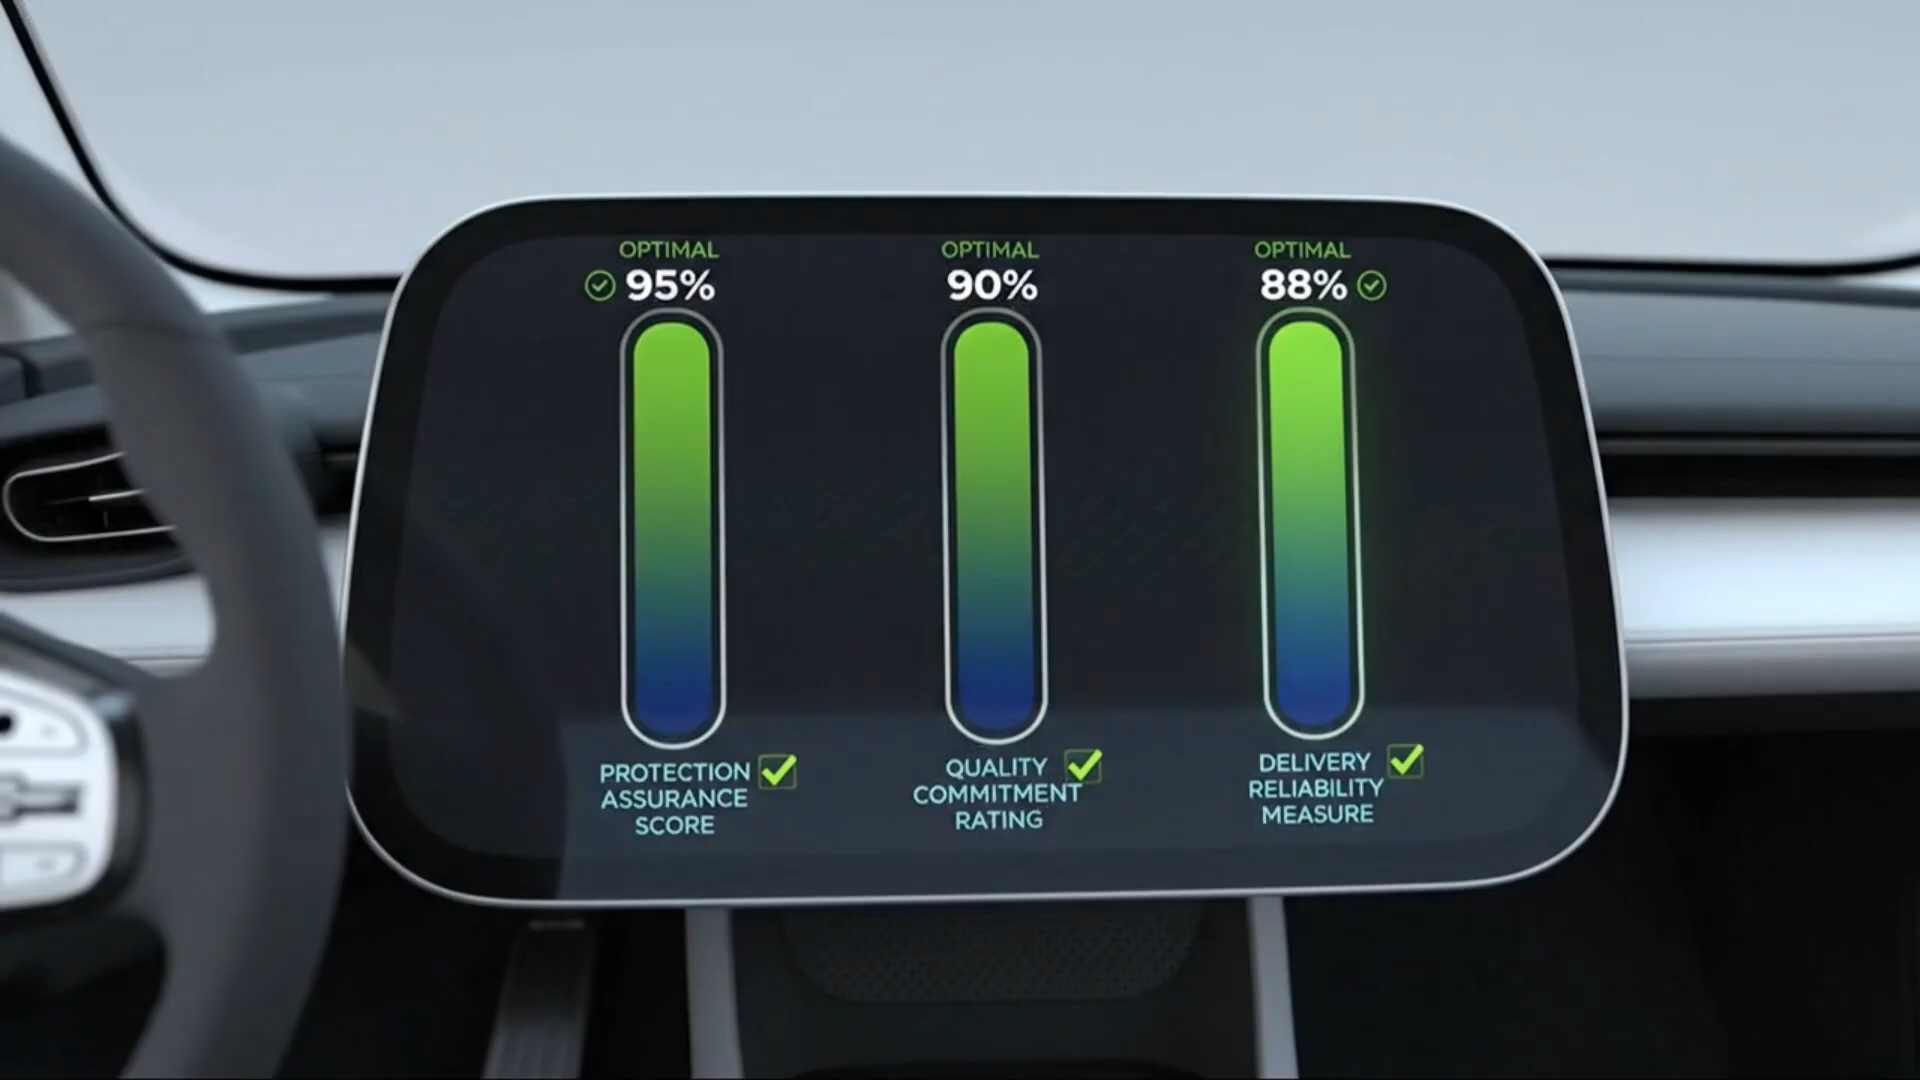 OPTIMAL
95%
OPTIMAL
90%
OPTIMAL
88%
PROTECTION
ASSURANCE
SCORE
QUALITY
COMMITMENT
RATING
DELIVERY
RELIABILITY
MEASURE